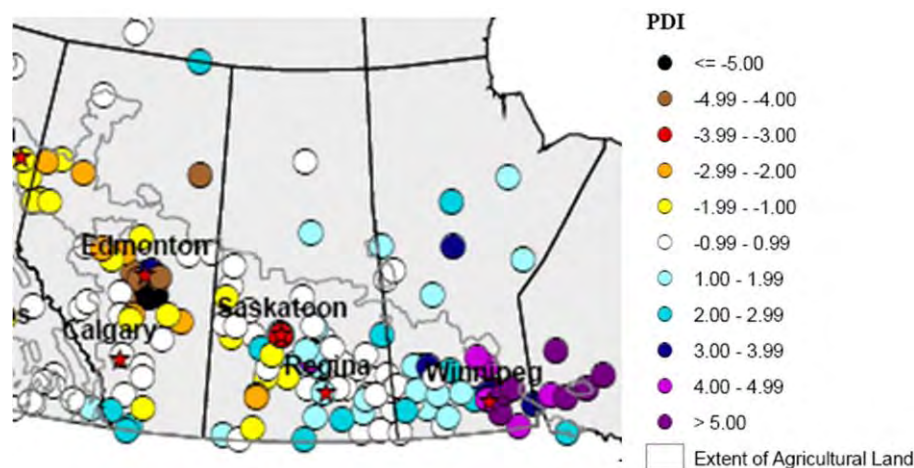 PDI
<= -5.00
-4.99 - -4.00
-3.99 - -3.00
-2.99 - -2.00
-1.99 - -1.00
-0.99 - 0.99
1.00 - 1.99
2.00 - 2.99
3.00 - 3.99
4.00 - 4.99
> 5.00
Extent of Agricultural Land
Edmonton
Saskatoon
Calgary
Regina
Winnipeg